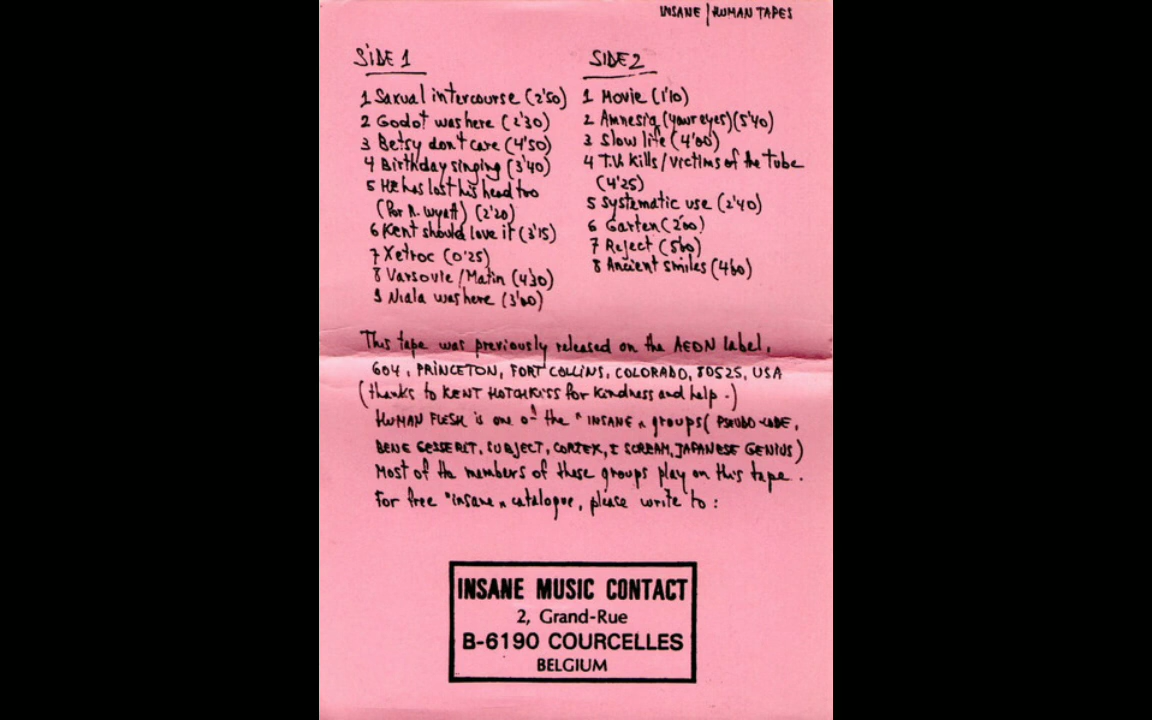 INSANE / HUMAN TAPES
SIDE 1
1 Sexual intercourse (2'50)
2 Godot was here (2'30)
3 Betsy don't care (4'50)
4 Birthday singing (3'40)
5 He has lost his head too
(For R. Wyatt) (2'20)
6 Kent should love it (3'15)
7 Xetroc (0'25)
8 Varsovie / Matin (4'30)
9 Niala was here (3'00)
SIDE 2
1 Movie (1'10)
2 Amnesia (your eyes) (5'40)
3 Slow life (4'00)
4 T.V. Kills / Victims of the tube
(4'25)
5 Systematic use (2'40)
6 Garten (2'00)
7 Reject (5'00)
8 Ancient smiles (4'00)
This tape was previously released on the AEON label,
604, PRINCETON, FORT COLLINS, COLORADO, 80525, USA
(thanks to KENT HOTCHKISS for kindness and help.)
HUMAN FLESH is one of the "INSANE" groups (PSEUDO CODE,
BENE GESSERIT, SUBJECT, CORTEX, I SCREAM, JAPANESE GENIUS)
Most of the members of these groups play on this tape.
For free "insane" catalogue, please write to:
INSANE MUSIC CONTACT
2, Grand-Rue
B-6190 COURCELLES
BELGIUM